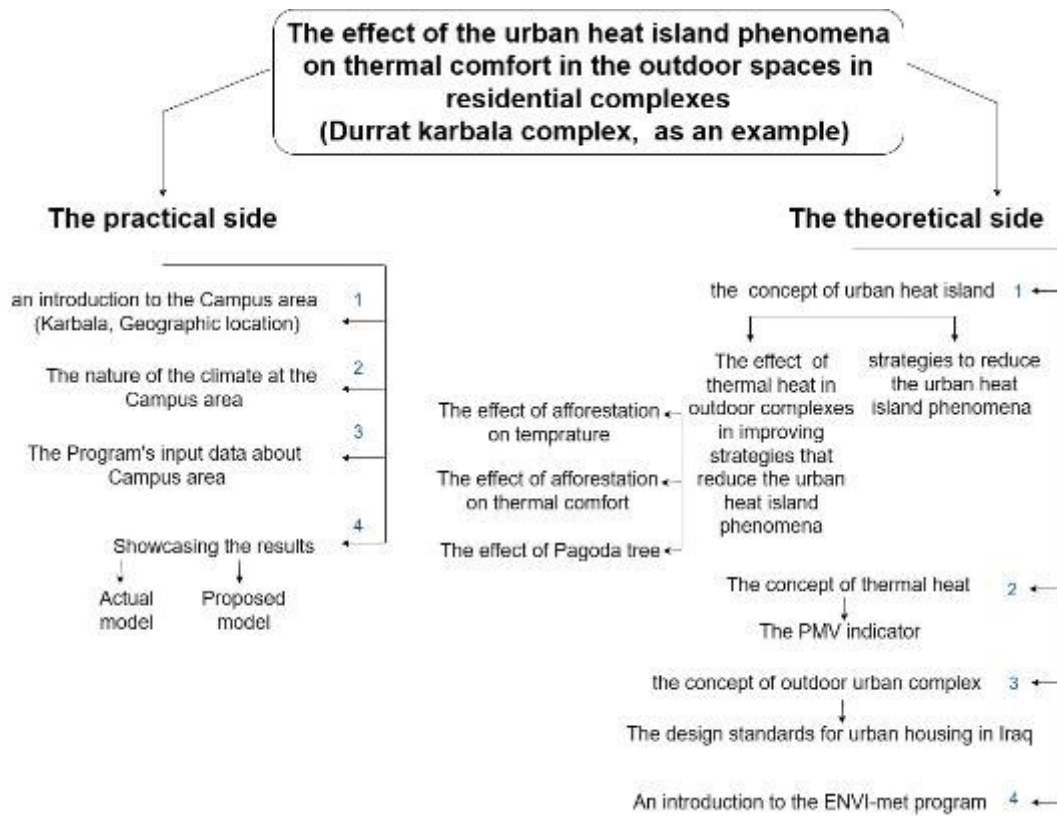 The effect of the urban heat island phenomena
on thermal comfort in the outdoor spaces in
residential complexes
(Durrat karbala complex, as an example)
The practical side
an introduction to the Campus area
(Karbala, Geographic location)
1
The nature of the climate at the
Campus area
2
The Program's input data about
Campus area
3
Showcasing the results
4
Actual
model
Proposed
model
The theoretical side
the concept of urban heat island
1
The effect of
thermal heat in
outdoor complexes
in improving
strategies that
reduce the urban
heat island
phenomena
strategies to reduce
the urban heat
island phenomena
The effect of afforestation
on temprature
The effect of afforestation
on thermal comfort
The effect of Pagoda tree
The concept of thermal heat
2
The PMV indicator
the concept of outdoor urban complex
3
The design standards for urban housing in Iraq
An introduction to the ENVI-met program
4